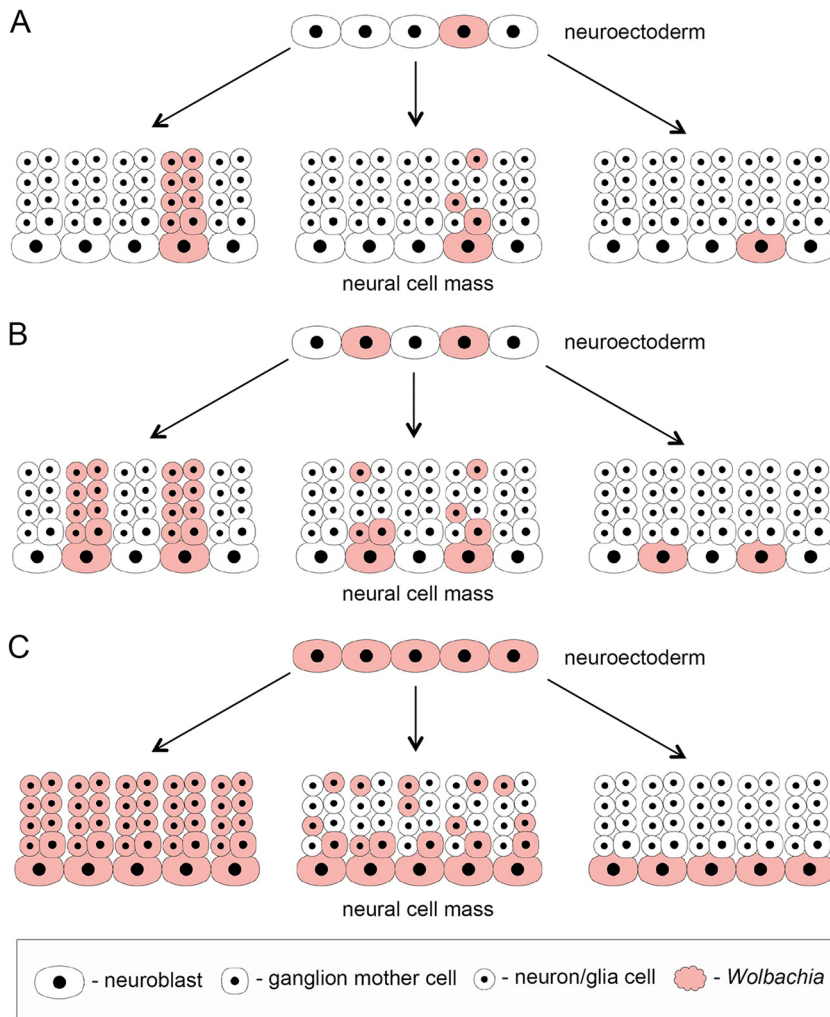 A
neuroectoderm
neural cell mass
B
neuroectoderm
neural cell mass
C
neuroectoderm
neural cell mass
- neuroblast - ganglion mother cell - neuron/glia cell - Wolbachia